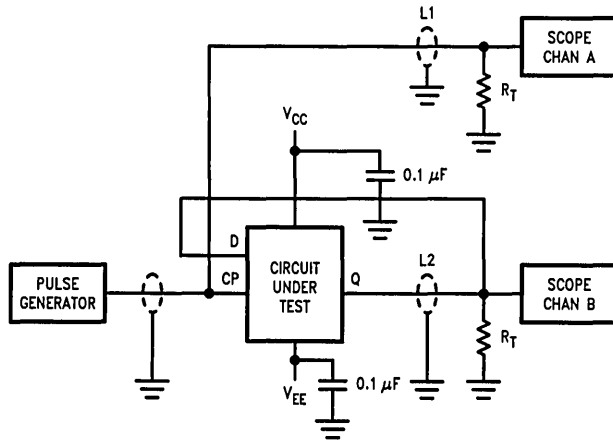 L1
SCOPE
CHAN A
R_T
V_CC
0.1 μF
D
CP
CIRCUIT
UNDER
TEST
Q
L2
PULSE
GENERATOR
SCOPE
CHAN B
R_T
V_EE
0.1 μF